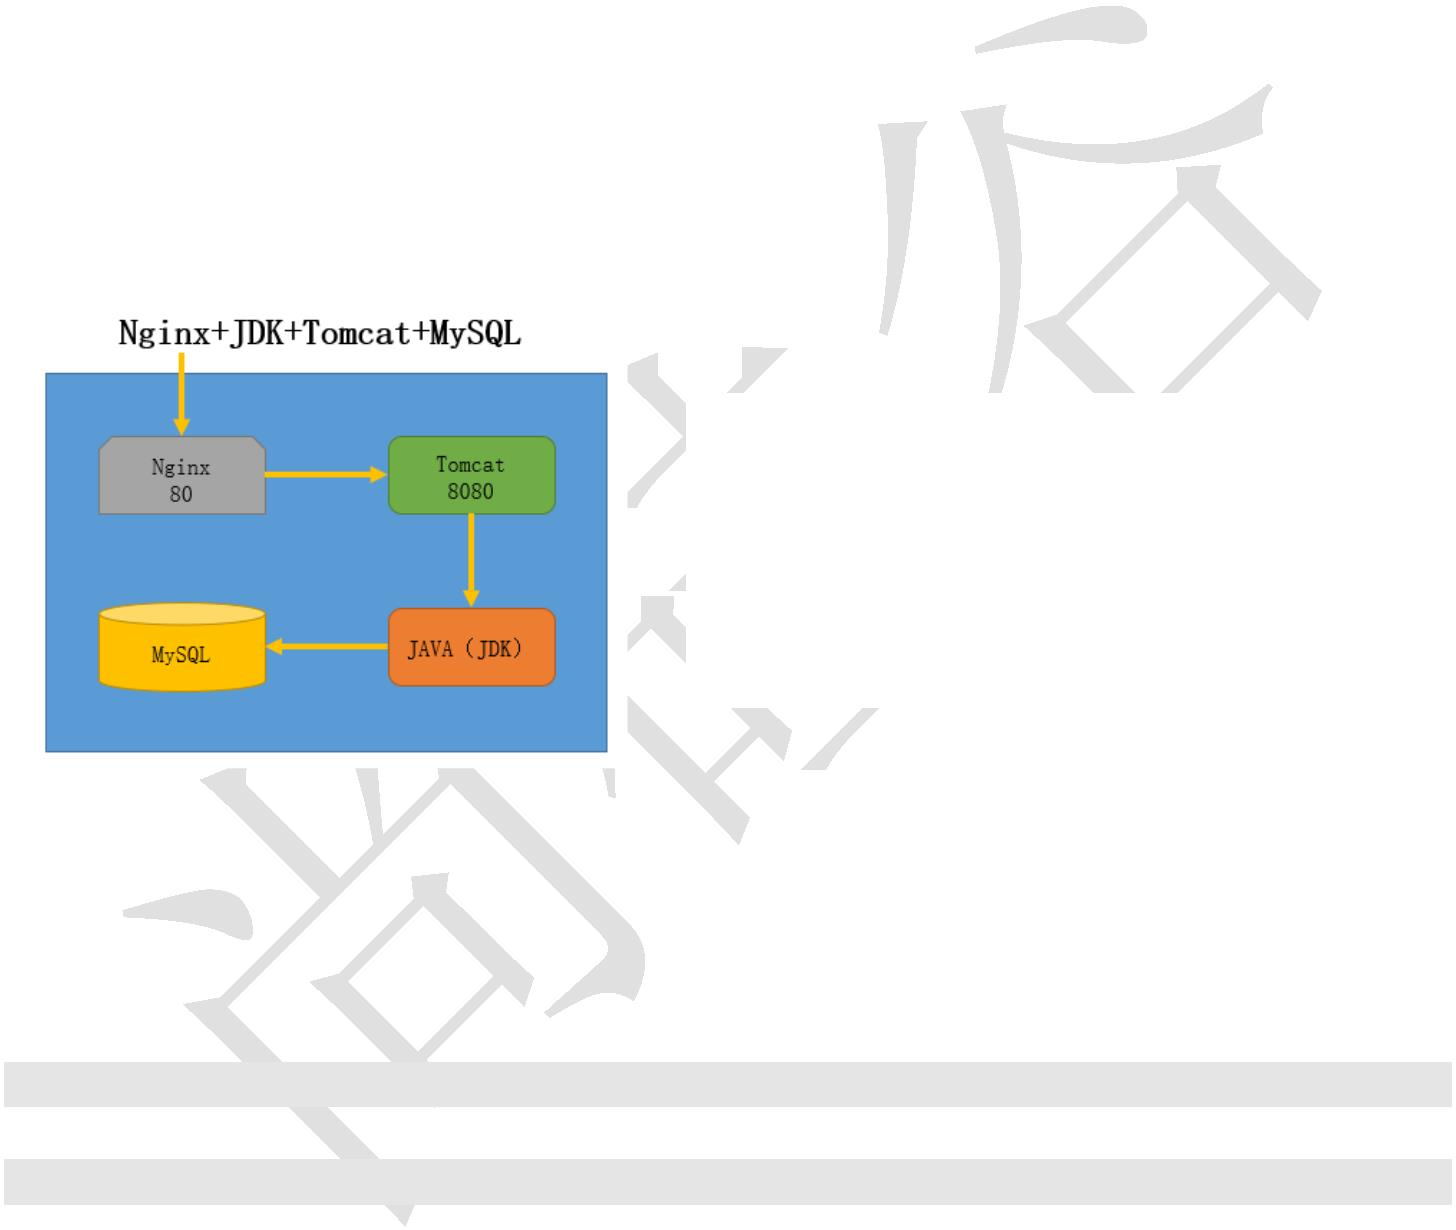 Nginx+JDK+Tomcat+MySQL
Nginx
80
Tomcat
8080
MySQL
JAVA（JDK）